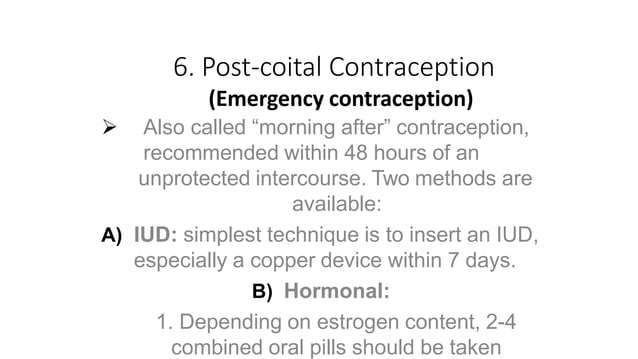 6. Post-coital Contraception
(Emergency contraception)
➢ Also called “morning after” contraception,
recommended within 48 hours of an
unprotected intercourse. Two methods are
available:
A) IUD: simplest technique is to insert an IUD,
especially a copper device within 7 days.
B) Hormonal:
1. Depending on estrogen content, 2-4
combined oral pills should be taken